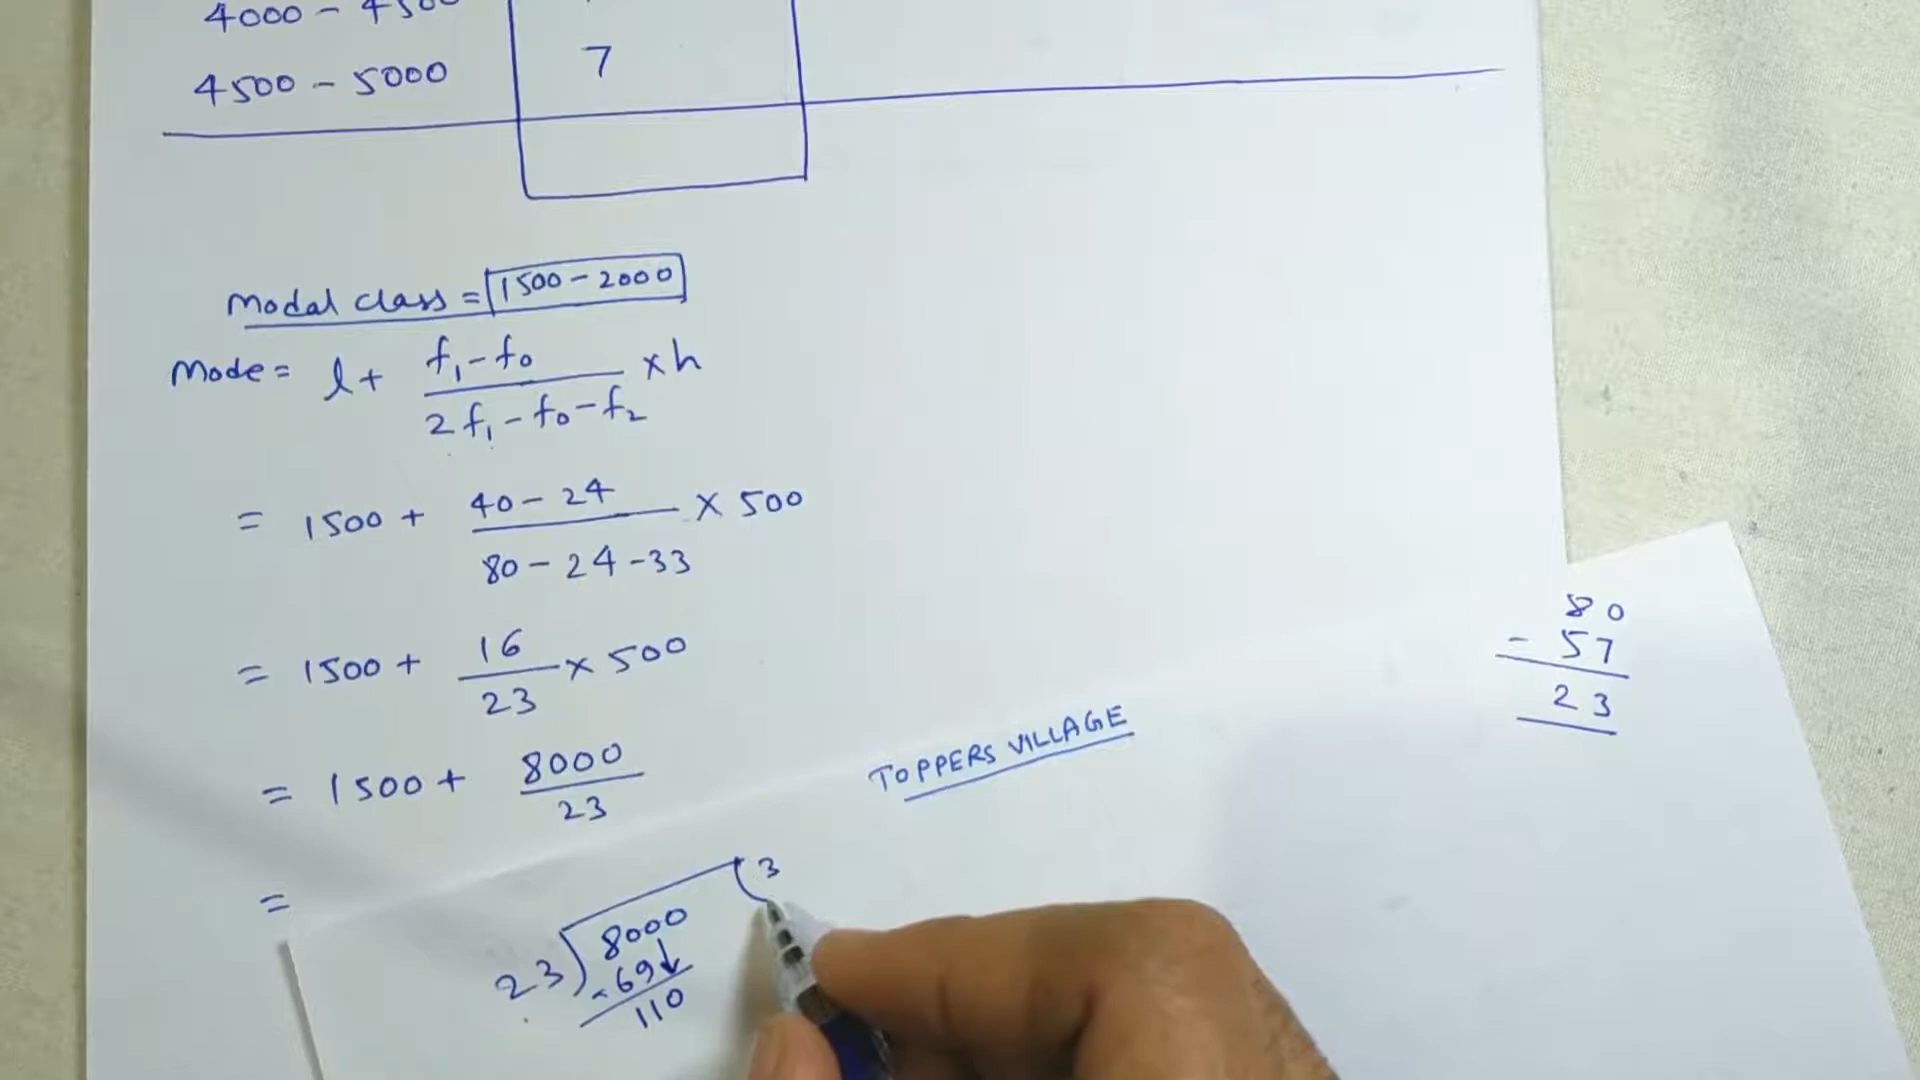 4000 - 4500
4500 - 5000 7
Modal class = 1500 - 2000
Mode = l + f₁ - f₀ / 2f₁ - f₀ - f₂ × h
= 1500 + 40 - 24 / 80 - 24 - 33 × 500
= 1500 + 16 / 23 × 500
= 1500 + 8000 / 23
=
80
- 57
23
TOPPERS VILLAGE
3
23 ) 8000
- 69↓
110